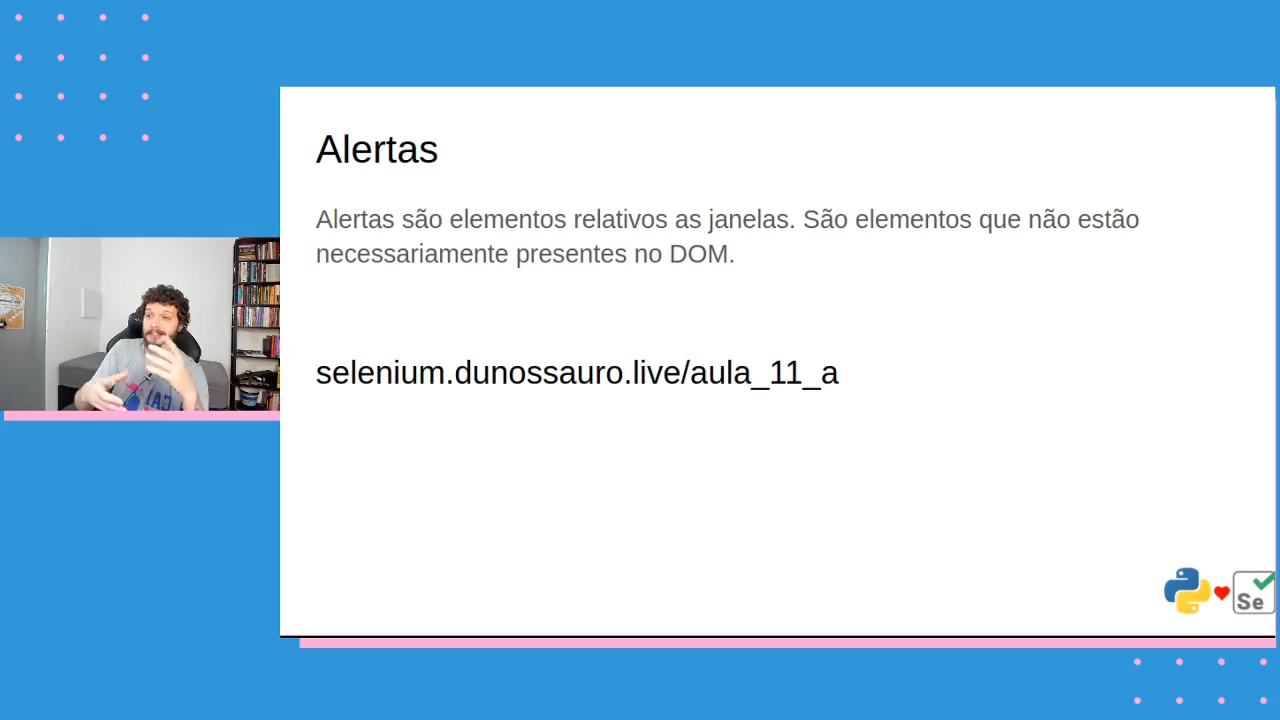 Alertas
Alertas são elementos relativos as janelas. São elementos que não estão
necessariamente presentes no DOM.
selenium.dunossauro.live/aula_11_a
Se